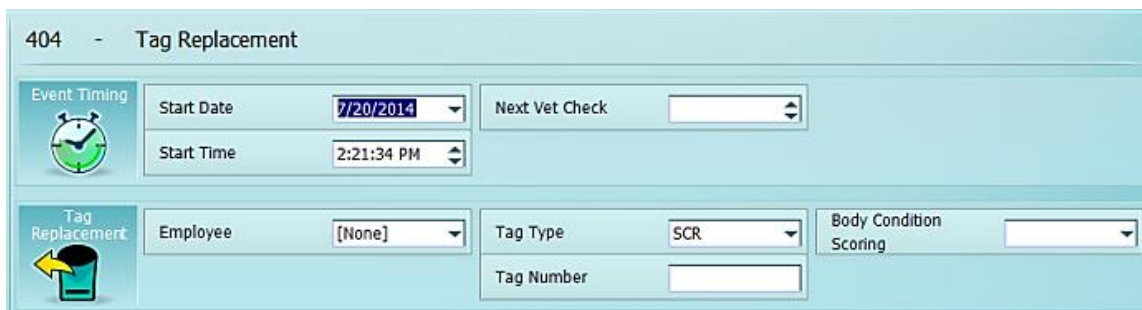 404 - Tag Replacement
Event Timing
Start Date 7/20/2014 Next Vet Check
Start Time 2:21:34 PM
Tag
Replacement
Employee [None] Tag Type SCR Body Condition
Scoring
Tag Number